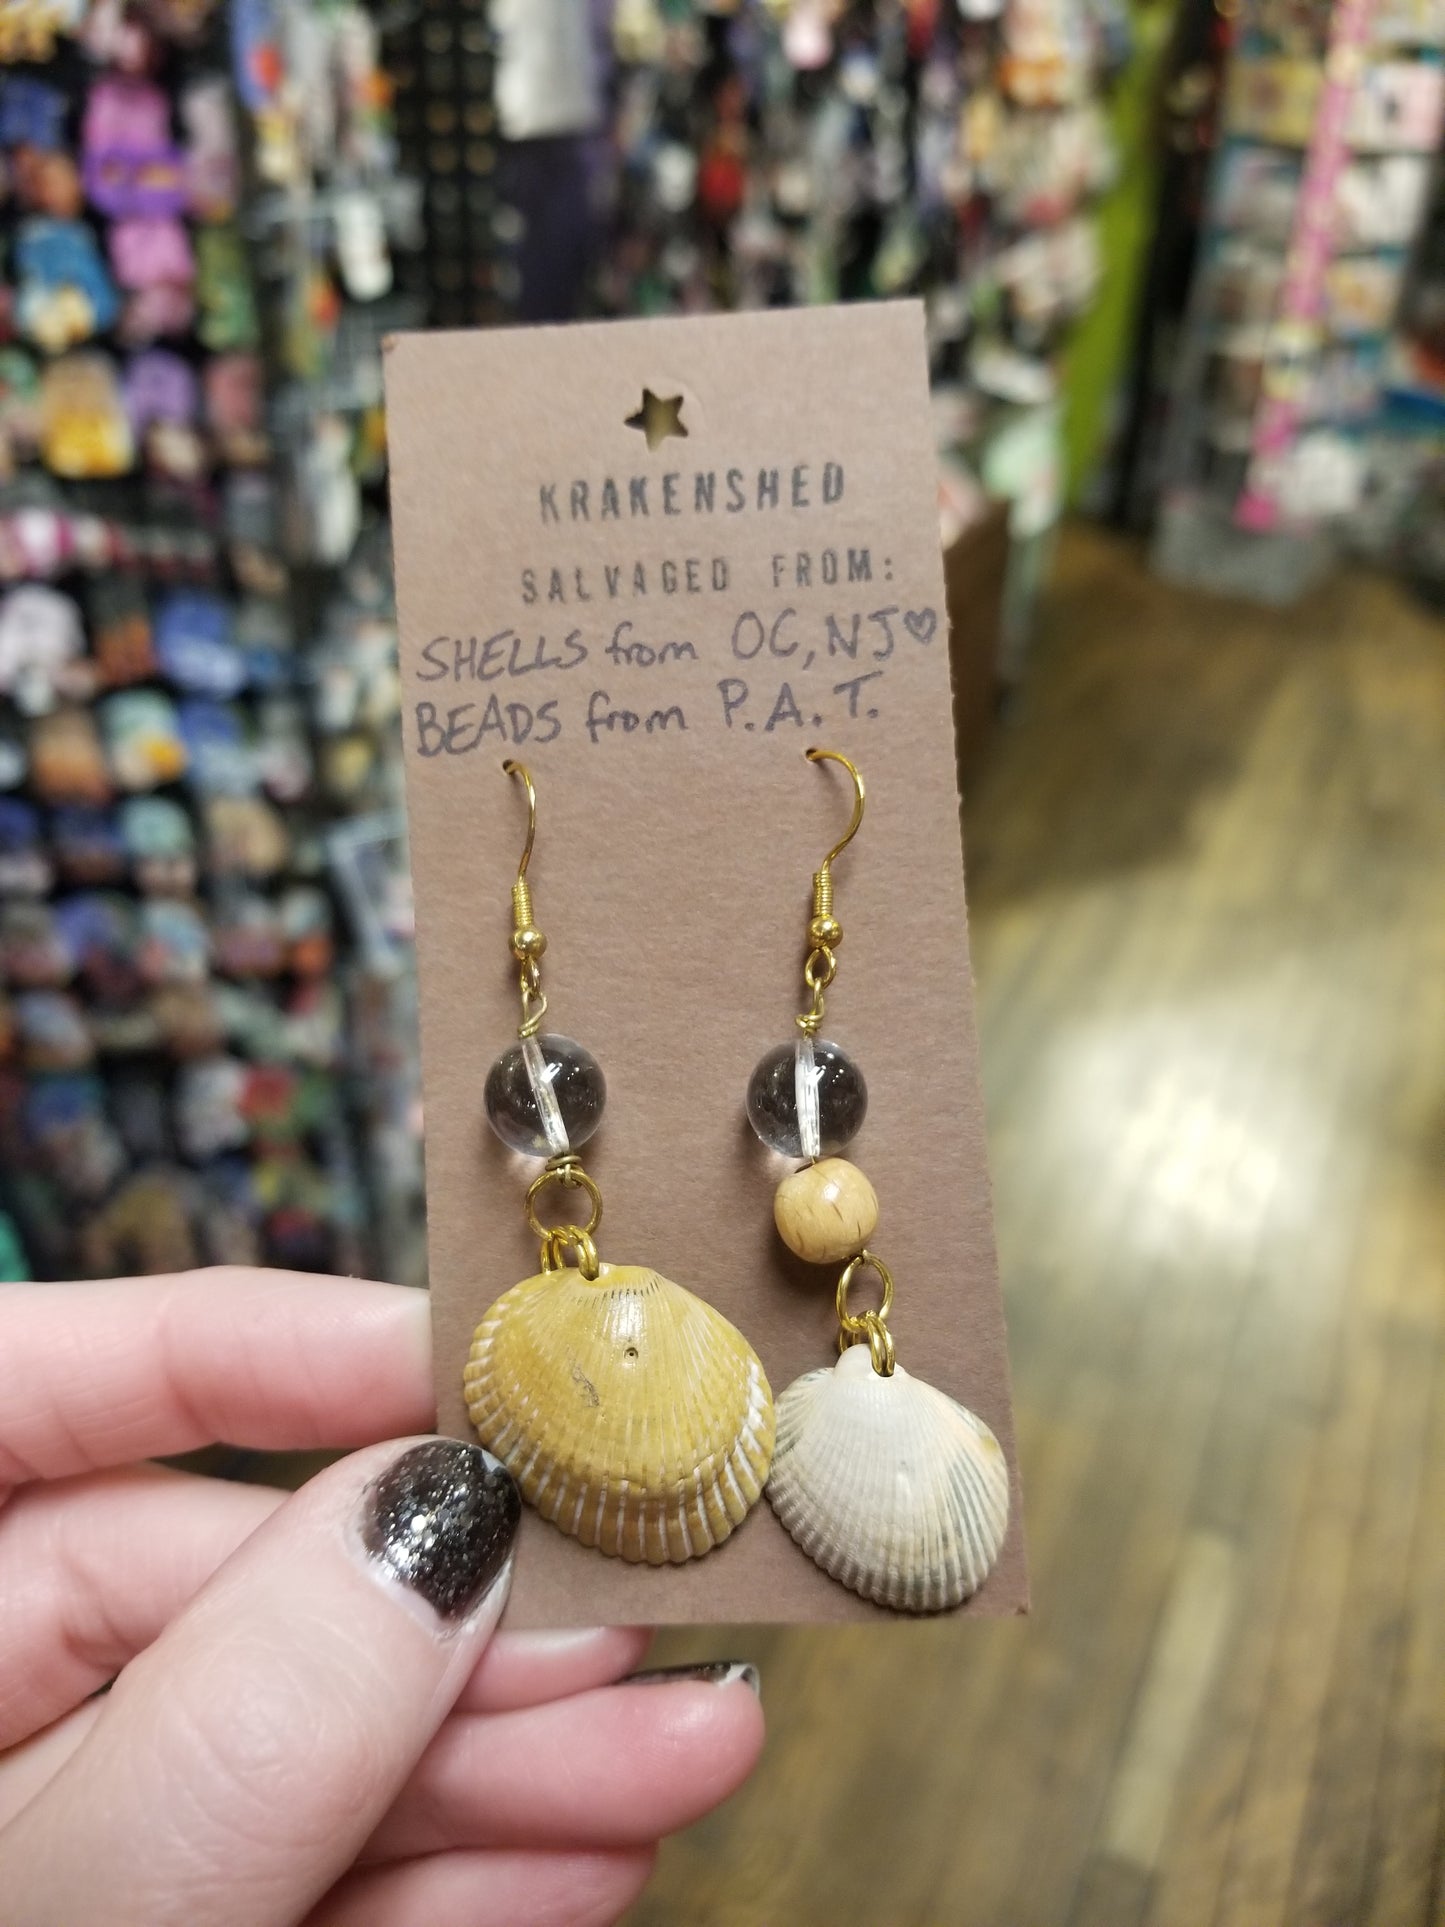 KRAKENSHED
SALVAGED FROM:
SHELLS from OC, NJ♡
BEADS from P.A.T.